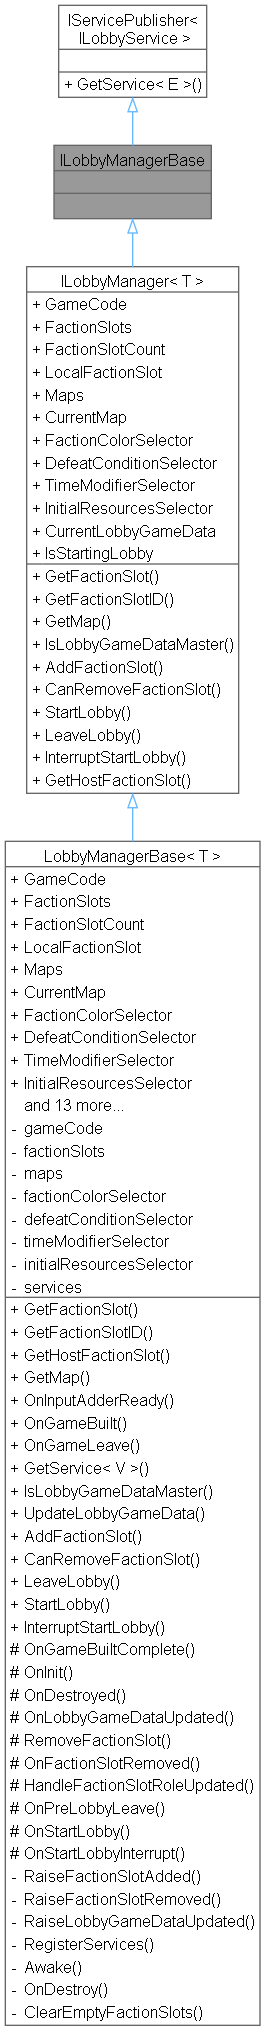 IServicePublisher<
ILobbyService >
+ GetService< E >()
ILobbyManagerBase
ILobbyManager< T >
+ GameCode
+ FactionSlots
+ FactionSlotCount
+ LocalFactionSlot
+ Maps
+ CurrentMap
+ FactionColorSelector
+ DefeatConditionSelector
+ TimeModifierSelector
+ InitialResourcesSelector
+ CurrentLobbyGameData
+ IsStartingLobby
+ GetFactionSlot()
+ GetFactionSlotID()
+ GetMap()
+ IsLobbyGameDataMaster()
+ AddFactionSlot()
+ CanRemoveFactionSlot()
+ StartLobby()
+ LeaveLobby()
+ InterruptStartLobby()
+ GetHostFactionSlot()
LobbyManagerBase< T >
+ GameCode
+ FactionSlots
+ FactionSlotCount
+ LocalFactionSlot
+ Maps
+ CurrentMap
+ FactionColorSelector
+ DefeatConditionSelector
+ TimeModifierSelector
+ InitialResourcesSelector
and 13 more...
- gameCode
- factionSlots
- maps
- factionColorSelector
- defeatConditionSelector
- timeModifierSelector
- initialResourcesSelector
- services
+ GetFactionSlot()
+ GetFactionSlotID()
+ GetHostFactionSlot()
+ GetMap()
+ OnInputAdderReady()
+ OnGameBuilt()
+ OnGameLeave()
+ GetService< V >()
+ IsLobbyGameDataMaster()
+ UpdateLobbyGameData()
+ AddFactionSlot()
+ CanRemoveFactionSlot()
+ LeaveLobby()
+ StartLobby()
+ InterruptStartLobby()
# OnGameBuiltComplete()
# OnInit()
# OnDestroyed()
# OnLobbyGameDataUpdated()
# RemoveFactionSlot()
# OnFactionSlotRemoved()
# HandleFactionSlotRoleUpdated()
# OnPreLobbyLeave()
# OnStartLobby()
# OnStartLobbyInterrupt()
- RaiseFactionSlotAdded()
- RaiseFactionSlotRemoved()
- RaiseLobbyGameDataUpdated()
- RegisterServices()
- Awake()
- OnDestroy()
- ClearEmptyFactionSlots()